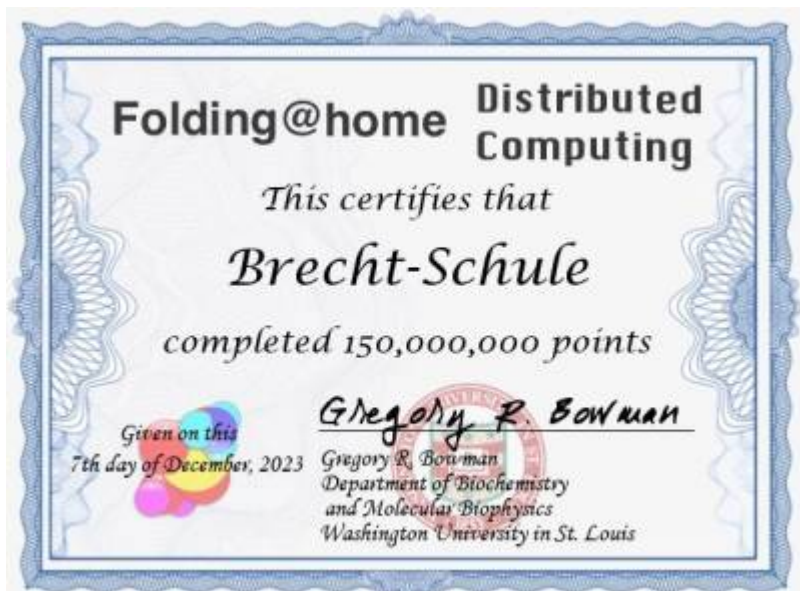 Folding@home
Distributed
Computing
This certifies that
Brecht-Schule
completed 150,000,000 points
Given on this
7th day of December, 2023
Gregory R. Bowman
Gregory R. Bowman
Department of Biochemistry
and Molecular Biophysics
Washington University in St. Louis